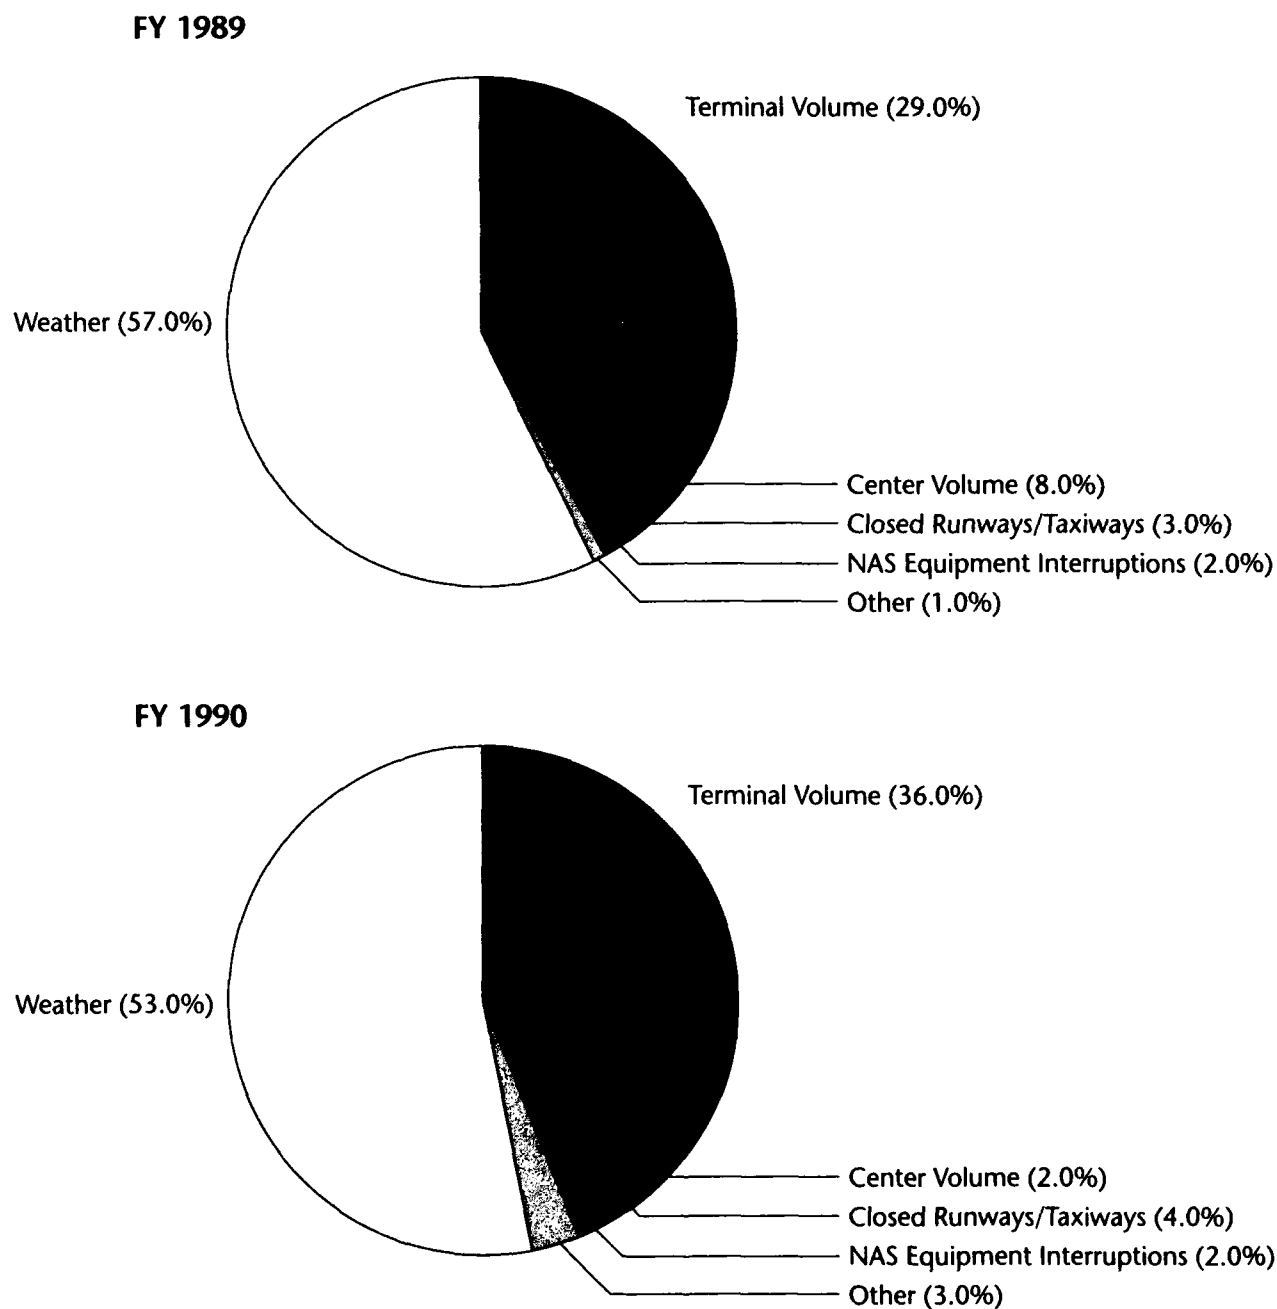 FY 1989
Terminal Volume (29.0%)
Weather (57.0%)
Center Volume (8.0%)
Closed Runways/Taxiways (3.0%)
NAS Equipment Interruptions (2.0%)
Other (1.0%)
FY 1990
Terminal Volume (36.0%)
Weather (53.0%)
Center Volume (2.0%)
Closed Runways/Taxiways (4.0%)
NAS Equipment Interruptions (2.0%)
Other (3.0%)